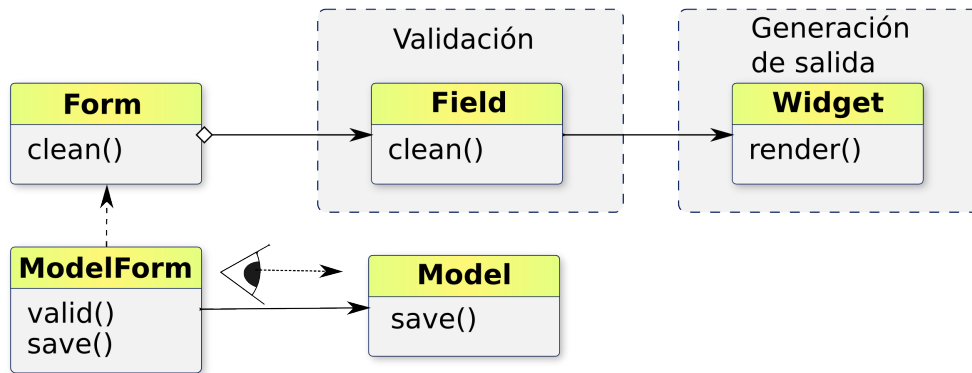 Validación
Generación
de salida
Form
clean()
Field
clean()
Widget
render()
ModelForm
valid()
save()
Model
save()